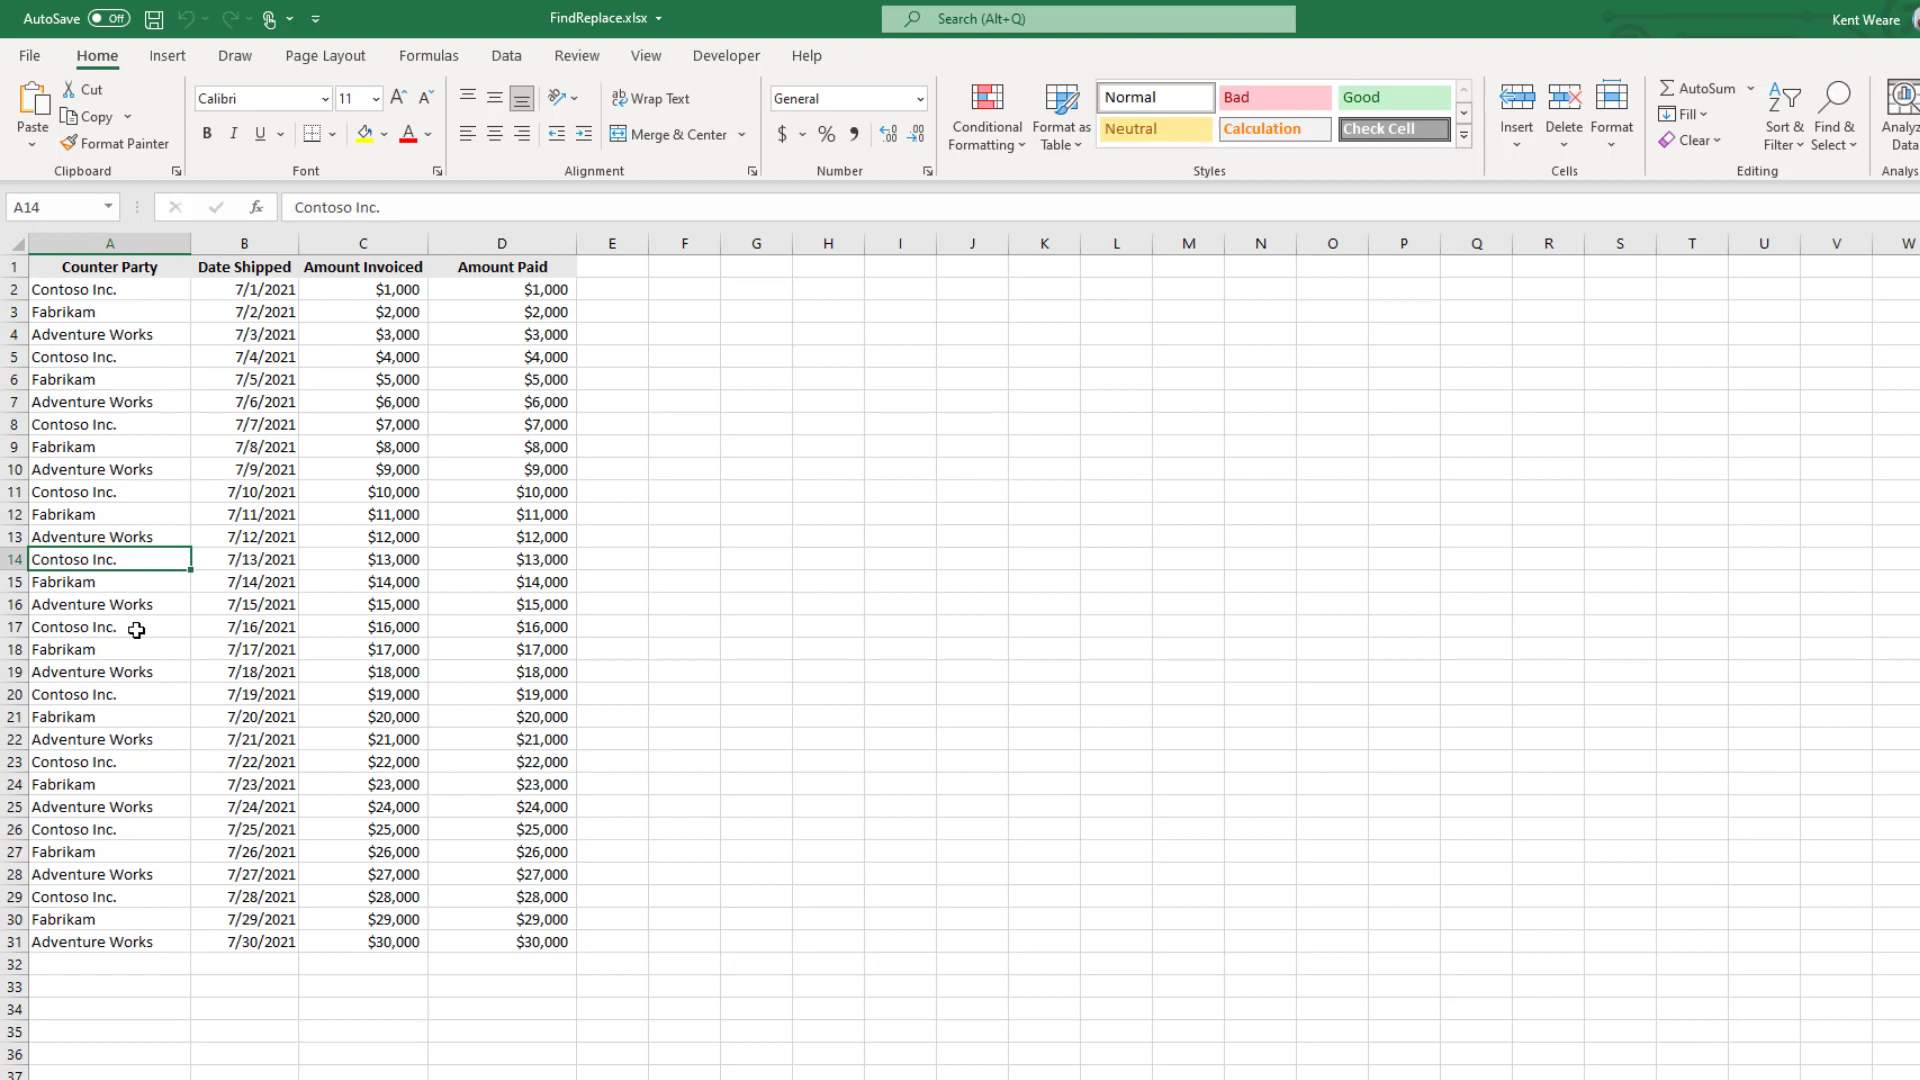 AutoSave Off FindReplace.xlsx Search (Alt+Q) Kent Weare
File Home Insert Draw Page Layout Formulas Data Review View Developer Help
Paste Cut Copy Format Painter
Clipboard
Calibri 11 B I U A
Font
Wrap Text
Merge & Center
Alignment
General
$ % 9
Number
Conditional Formatting
Format as Table
Normal Bad Good
Neutral Calculation Check Cell
Styles
Insert Delete Format
Cells
AutoSum
Fill
Clear
Sort & Filter
Find & Select
Editing
Analyz
Data
Analys
A14 fx Contoso Inc.
A B C D E F G H I J K L M N O P Q R S T U V W
1 Counter Party Date Shipped Amount Invoiced Amount Paid
2 Contoso Inc. 7/1/2021 $1,000 $1,000
3 Fabrikam 7/2/2021 $2,000 $2,000
4 Adventure Works 7/3/2021 $3,000 $3,000
5 Contoso Inc. 7/4/2021 $4,000 $4,000
6 Fabrikam 7/5/2021 $5,000 $5,000
7 Adventure Works 7/6/2021 $6,000 $6,000
8 Contoso Inc. 7/7/2021 $7,000 $7,000
9 Fabrikam 7/8/2021 $8,000 $8,000
10 Adventure Works 7/9/2021 $9,000 $9,000
11 Contoso Inc. 7/10/2021 $10,000 $10,000
12 Fabrikam 7/11/2021 $11,000 $11,000
13 Adventure Works 7/12/2021 $12,000 $12,000
14 Contoso Inc. 7/13/2021 $13,000 $13,000
15 Fabrikam 7/14/2021 $14,000 $14,000
16 Adventure Works 7/15/2021 $15,000 $15,000
17 Contoso Inc. 7/16/2021 $16,000 $16,000
18 Fabrikam 7/17/2021 $17,000 $17,000
19 Adventure Works 7/18/2021 $18,000 $18,000
20 Contoso Inc. 7/19/2021 $19,000 $19,000
21 Fabrikam 7/20/2021 $20,000 $20,000
22 Adventure Works 7/21/2021 $21,000 $21,000
23 Contoso Inc. 7/22/2021 $22,000 $22,000
24 Fabrikam 7/23/2021 $23,000 $23,000
25 Adventure Works 7/24/2021 $24,000 $24,000
26 Contoso Inc. 7/25/2021 $25,000 $25,000
27 Fabrikam 7/26/2021 $26,000 $26,000
28 Adventure Works 7/27/2021 $27,000 $27,000
29 Contoso Inc. 7/28/2021 $28,000 $28,000
30 Fabrikam 7/29/2021 $29,000 $29,000
31 Adventure Works 7/30/2021 $30,000 $30,000
32
33
34
35
36
37